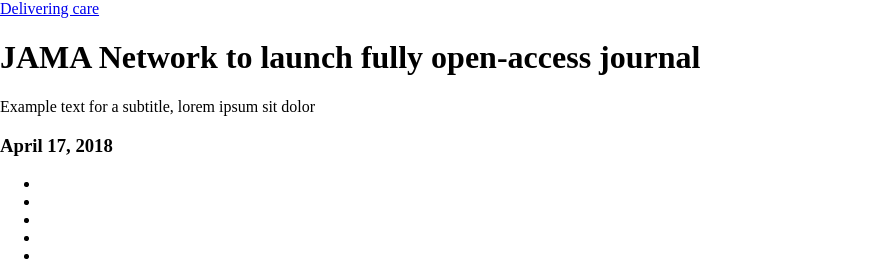 Delivering care
JAMA Network to launch fully open-access journal
Example text for a subtitle, lorem ipsum sit dolor
April 17, 2018